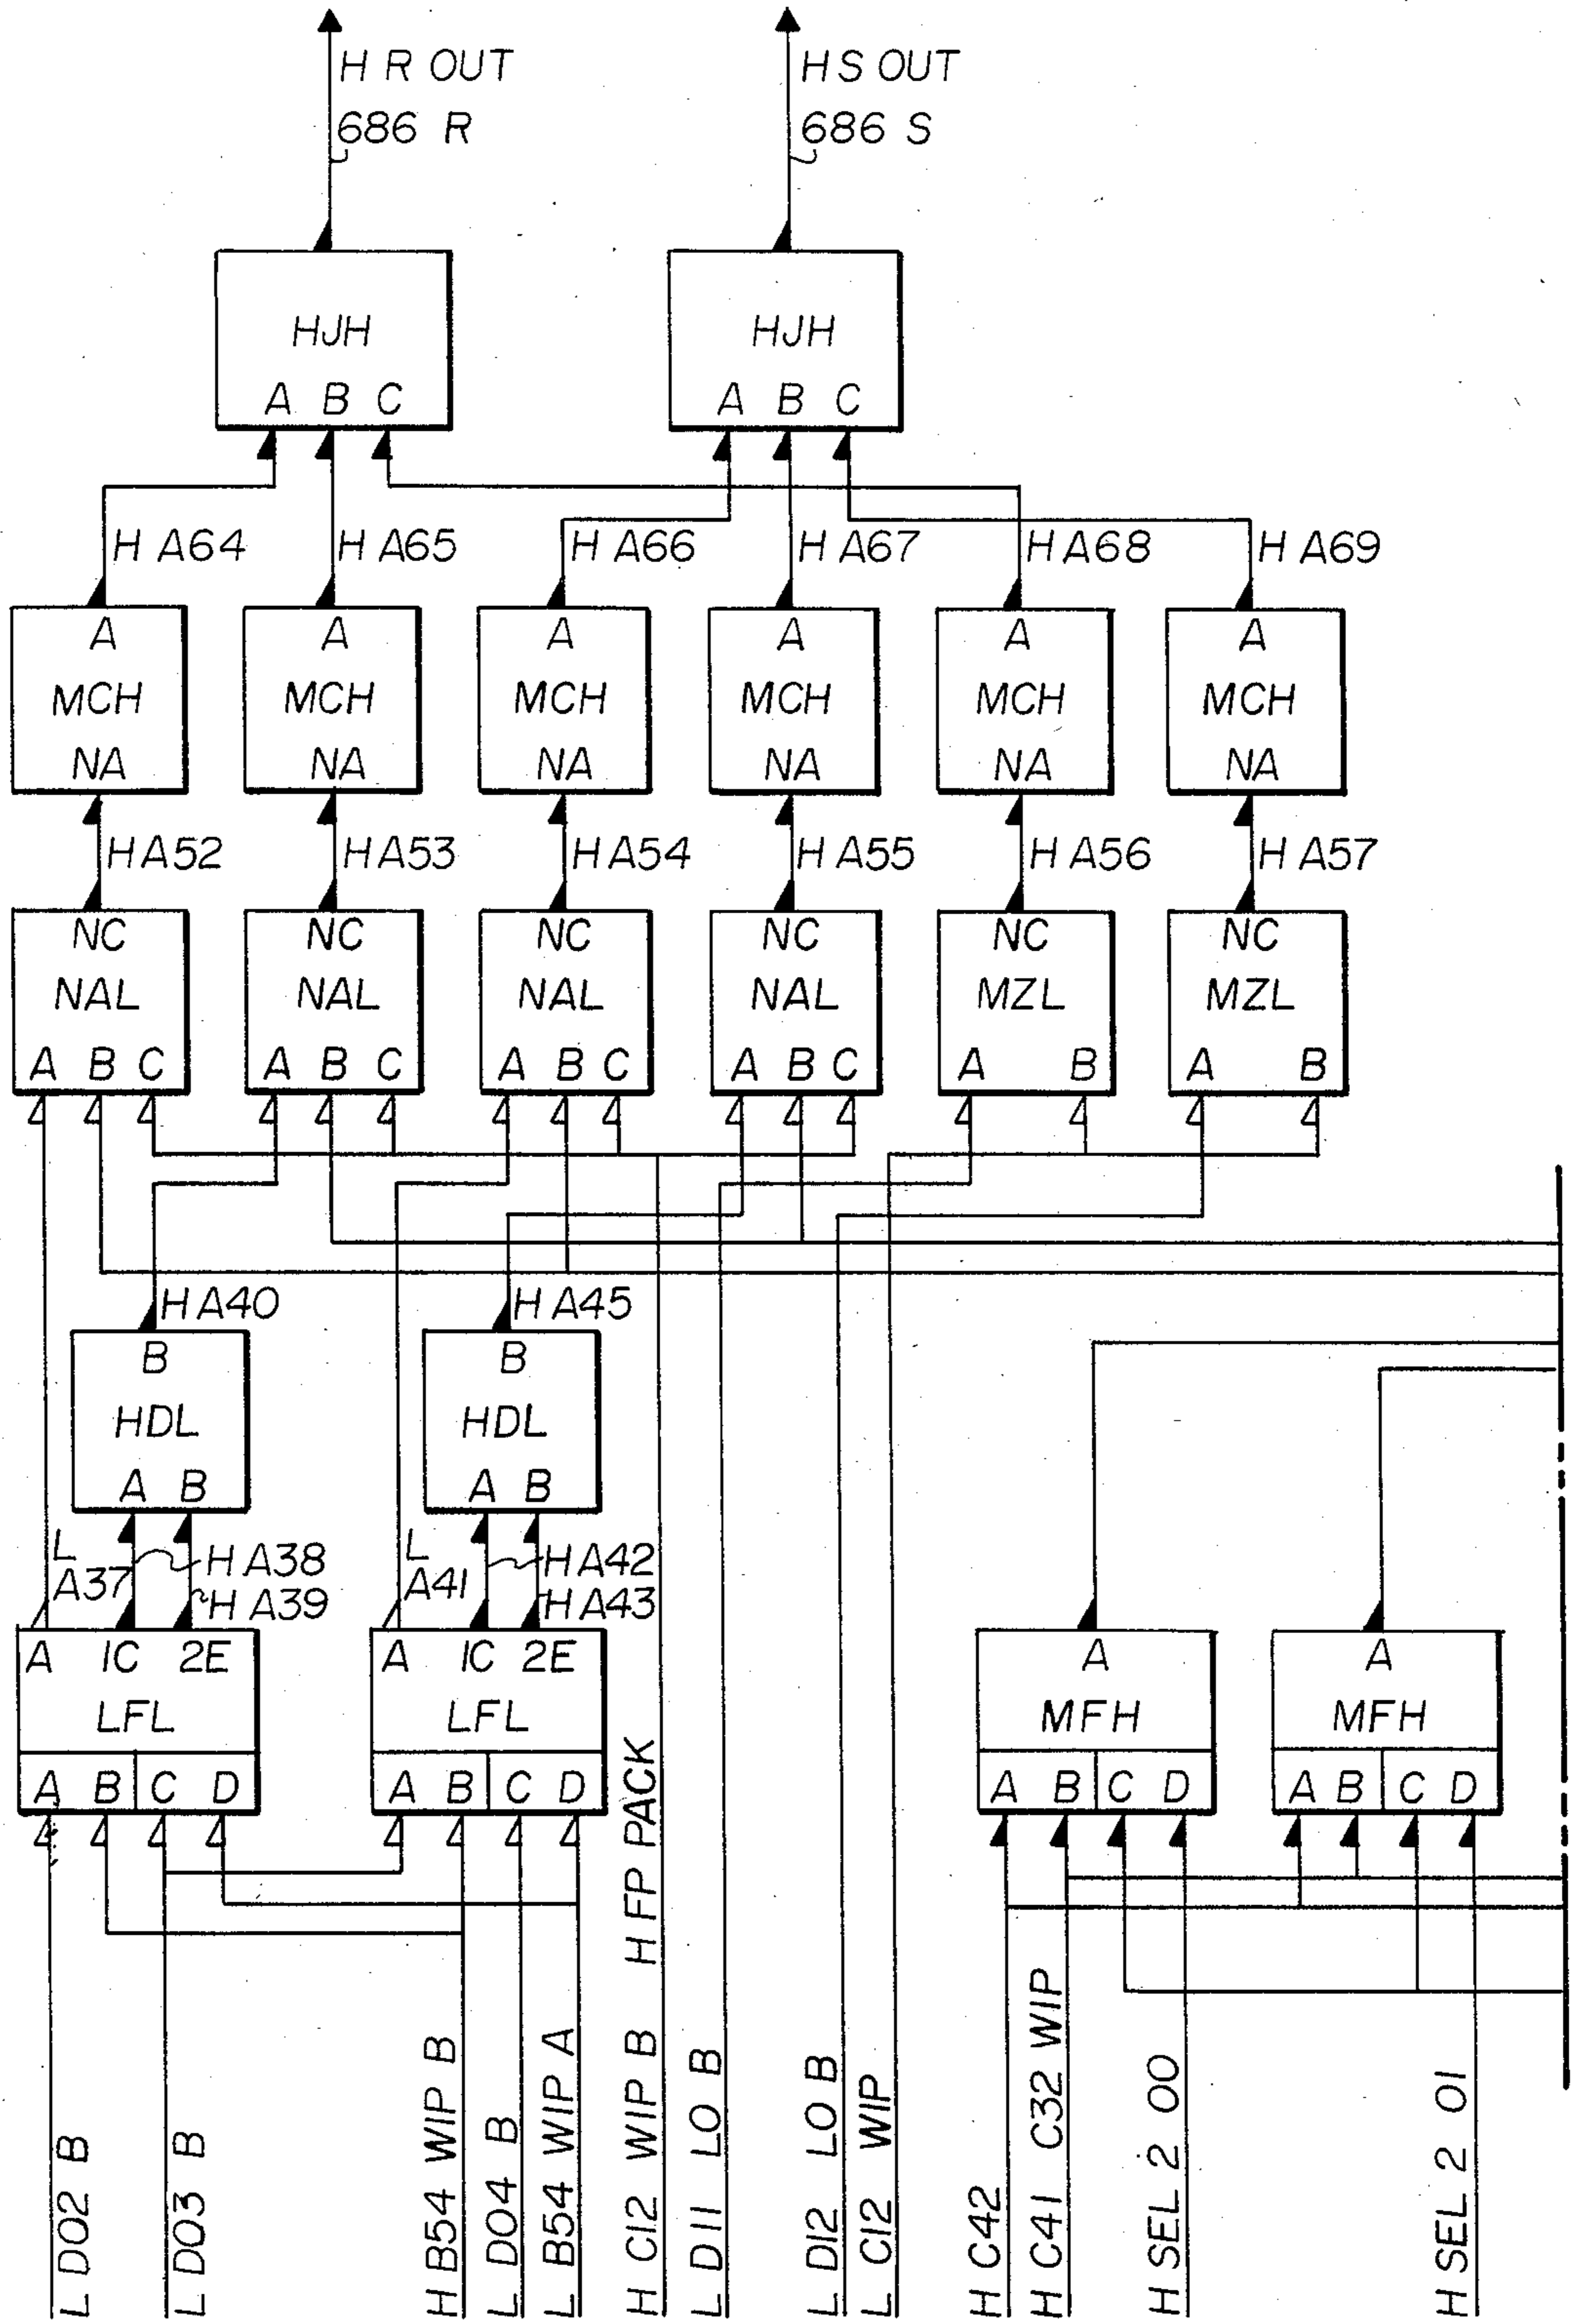 H R OUT
686 R
H S OUT
686 S
HJH
A B C
HJH
A B C
H A64
H A65
H A66
H A67
H A68
H A69
A
MCH
NA
A
MCH
NA
A
MCH
NA
A
MCH
NA
A
MCH
NA
A
MCH
NA
H A52
H A53
H A54
H A55
H A56
H A57
NC
NAL
A B C
NC
NAL
A B C
NC
NAL
A B C
NC
NAL
A B C
NC
MZL
A B
NC
MZL
A B
H A40
H A45
B
HDL
A B
B
HDL
A B
L
A37
H A38
H A39
L
A41
H A42
H A43
A 1C 2E
LFL
A B C D
A 1C 2E
LFL
A B C D
A
MFH
A B C D
A
MFH
A B C D
L D02 B
L D03 B
H B54 WIP B
L D04 B
L B54 WIP A
H C12 WIP B H FP PACK
L D11 LO B
L D12 LO B
L C12 WIP
H C42
H C41 C32 WIP
H SEL 2 00
H SEL 2 01